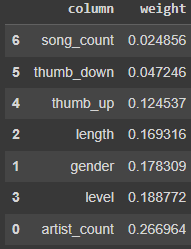 column weight
6 song_count 0.024856
5 thumb_down 0.047246
4 thumb_up 0.124537
2 length 0.169316
1 gender 0.178309
3 level 0.188772
0 artist_count 0.266964